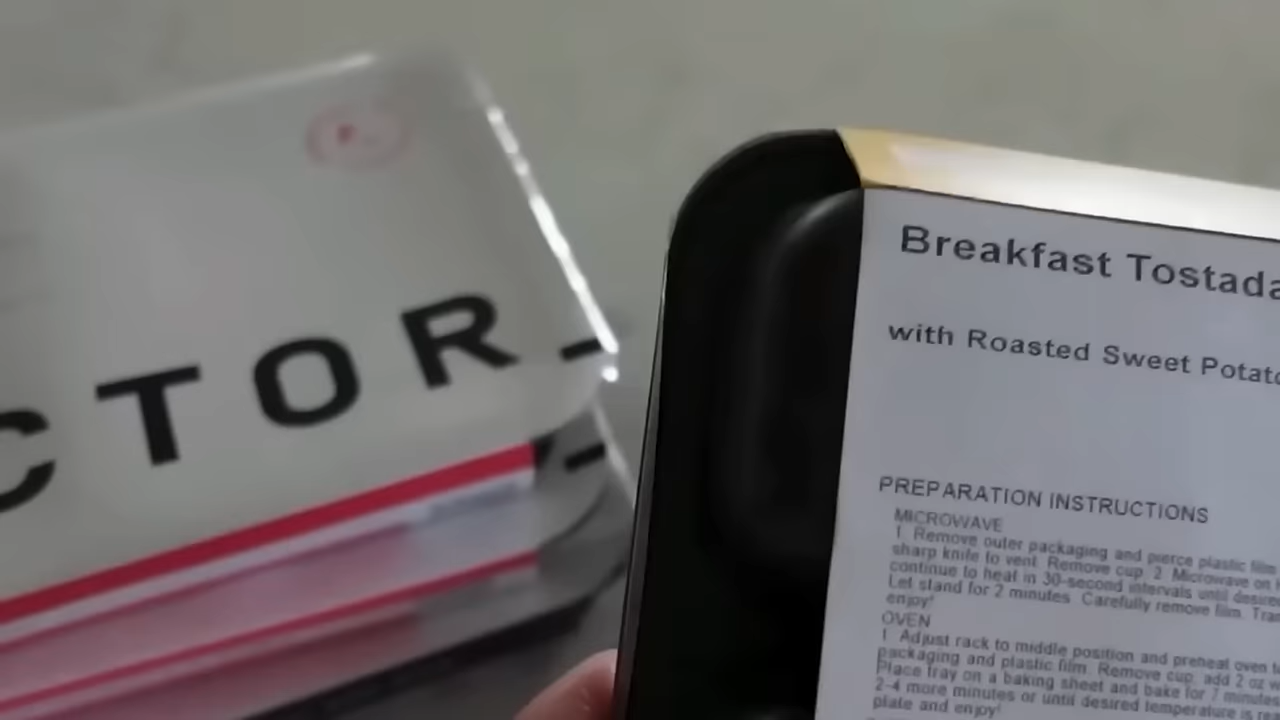 CTOR_
Breakfast Tostada
with Roasted Sweet Potato
PREPARATION INSTRUCTIONS
MICROWAVE
1. Remove outer packaging and pierce plastic film
sharp knife to vent. Remove cup. 2. Microwave on
continue to heat in 30-second intervals until desire
Let stand for 2 minutes. Carefully remove film. Tra
enjoy!
OVEN
1. Adjust rack to middle position and preheat oven
packaging and plastic film. Remove cup, add 2 oz
Place tray on a baking sheet and bake for 7 minutes
2-4 more minutes or until desired temperature is rea
plate and enjoy!